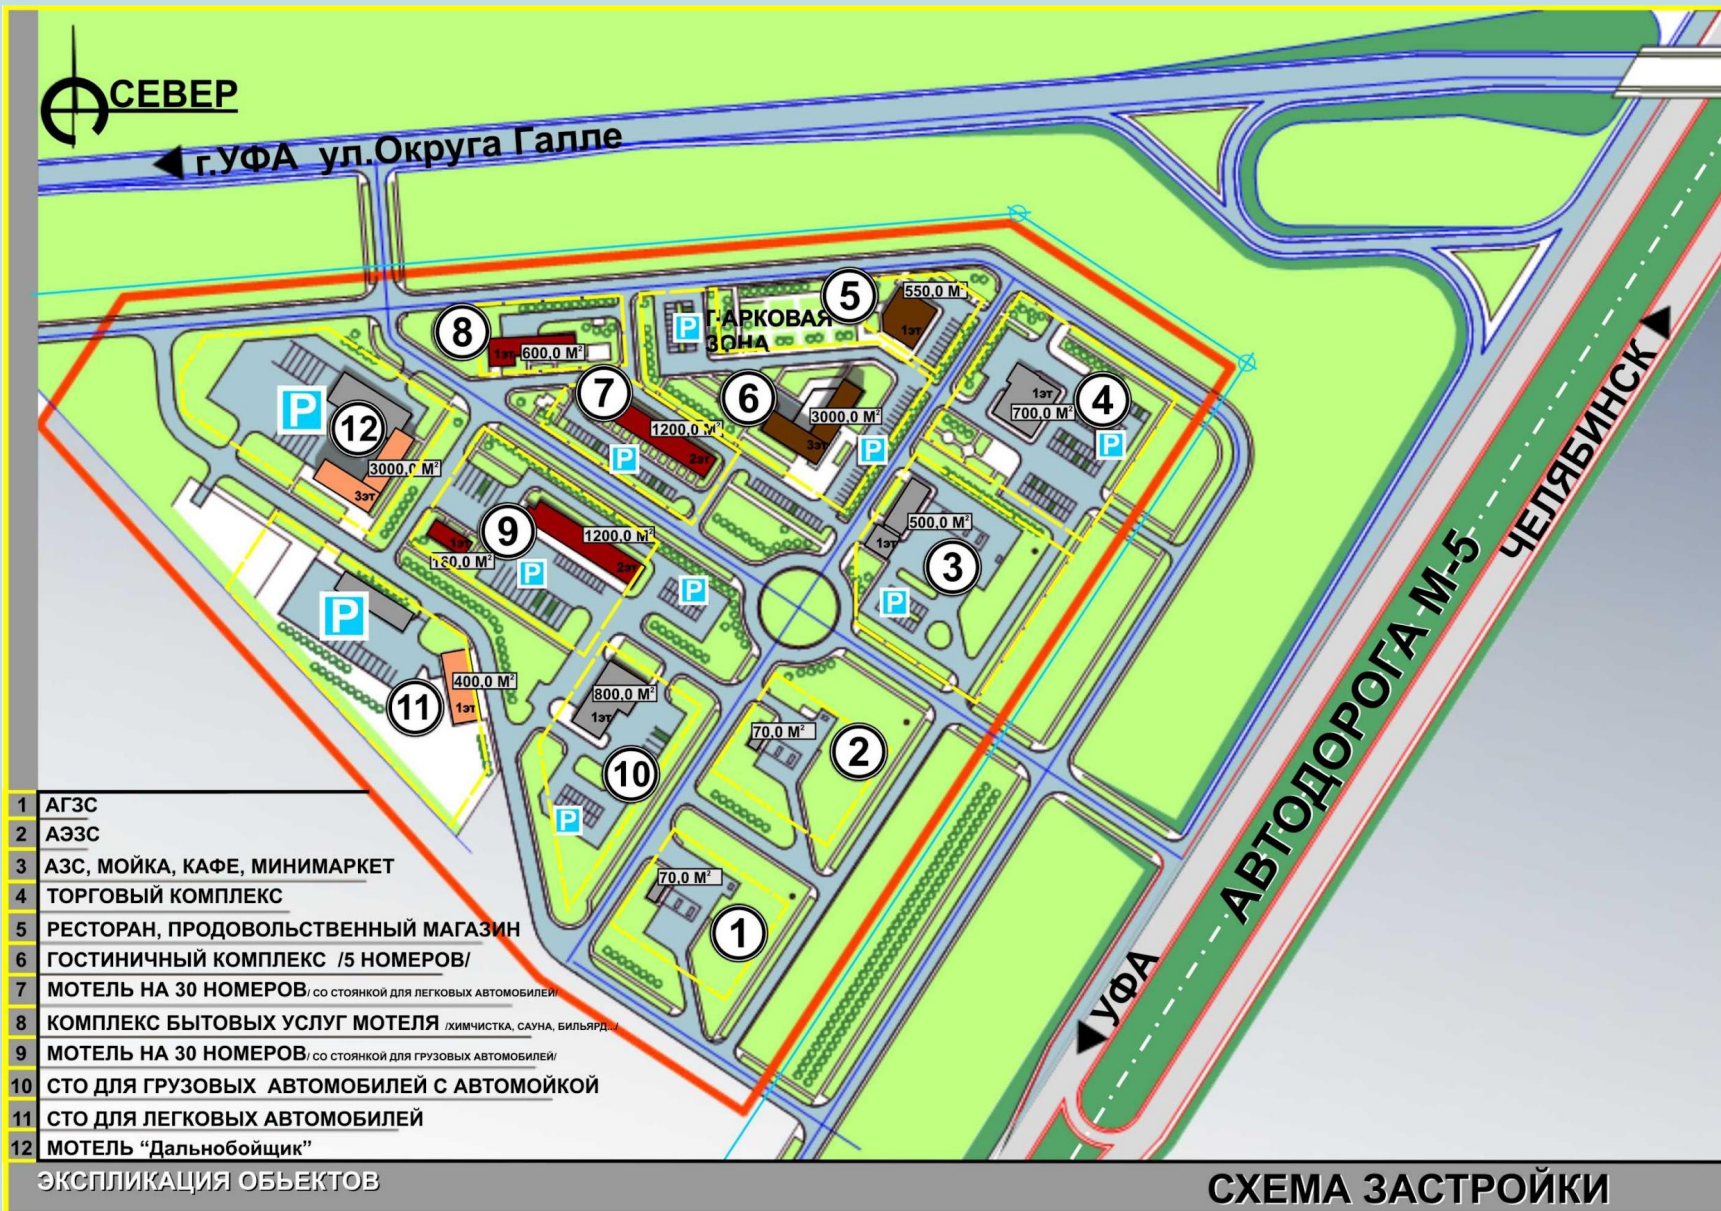 СЕВЕР
г.УФА ул.Округа Галле
5
550,0 М²
1эт
ПАРКОВАЯ
ЗОНА
P
8
1эт
600,0 М²
7
1200,0 М²
2эт
P
6
3000,0 М²
3эт
P
4
1эт
700,0 М²
P
P
12
3000,0 М²
3эт
9
1эт
160,0 М²
1200,0 М²
2эт
P
P
500,0 М²
1эт
3
P
P
400,0 М²
1эт
11
800,0 М²
1эт
10
P
70,0 М²
2
70,0 М²
1
ЧЕЛЯБИНСК
АВТОДОРОГА М-5
УФА
1 АГЗС
2 АЭЗС
3 АЗС, МОЙКА, КАФЕ, МИНИМАРКЕТ
4 ТОРГОВЫЙ КОМПЛЕКС
5 РЕСТОРАН, ПРОДОВОЛЬСТВЕННЫЙ МАГАЗИН
6 ГОСТИНИЧНЫЙ КОМПЛЕКС /5 НОМЕРОВ/
7 МОТЕЛЬ НА 30 НОМЕРОВ/ СО СТОЯНКОЙ ДЛЯ ЛЕГКОВЫХ АВТОМОБИЛЕЙ/
8 КОМПЛЕКС БЫТОВЫХ УСЛУГ МОТЕЛЯ /ХИМЧИСТКА, САУНА, БИЛЬЯРД.../
9 МОТЕЛЬ НА 30 НОМЕРОВ/ СО СТОЯНКОЙ ДЛЯ ГРУЗОВЫХ АВТОМОБИЛЕЙ/
10 СТО ДЛЯ ГРУЗОВЫХ АВТОМОБИЛЕЙ С АВТОМОЙКОЙ
11 СТО ДЛЯ ЛЕГКОВЫХ АВТОМОБИЛЕЙ
12 МОТЕЛЬ “Дальнобойщик”
ЭКСПЛИКАЦИЯ ОБЬЕКТОВ
СХЕМА ЗАСТРОЙКИ